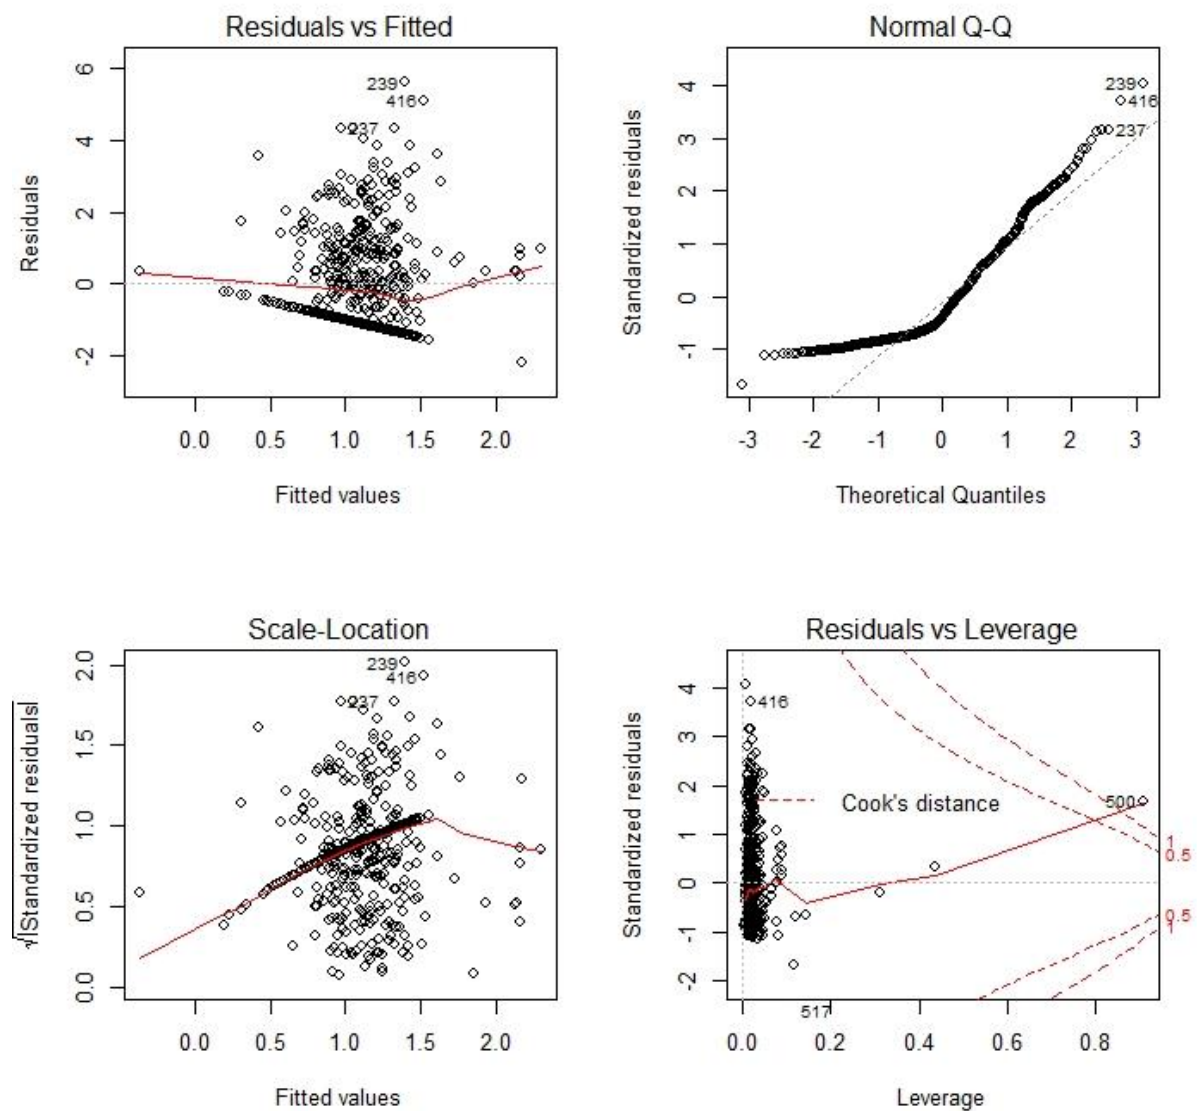 Residuals vs Fitted
Residuals
6
4
2
0
-2
239
416
237
0.0 0.5 1.0 1.5 2.0
Fitted values
Normal Q-Q
Standardized residuals
4
3
2
1
0
-1
239
416
237
-3 -2 -1 0 1 2 3
Theoretical Quantiles
Scale-Location
√|Standardized residuals|
2.0
1.5
1.0
0.5
0.0
239
416
237
0.0 0.5 1.0 1.5 2.0
Fitted values
Residuals vs Leverage
Standardized residuals
4
3
2
1
0
-1
-2
416
Cook's distance
500
1
0.5
0.5
1
517
0.0 0.2 0.4 0.6 0.8
Leverage